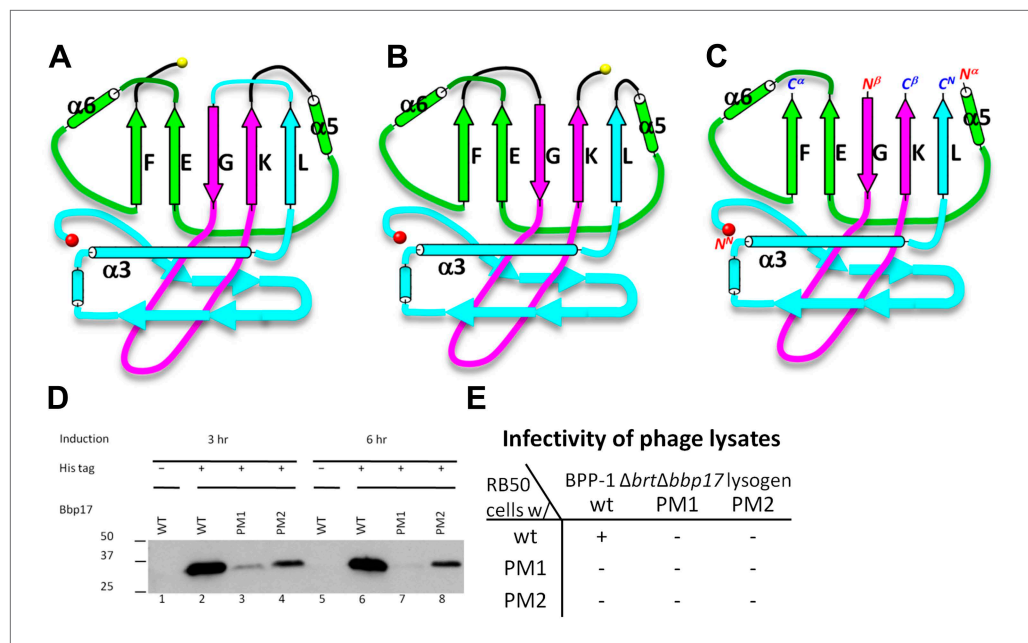 A
B
C
α6
F
E
G
K
L
α5
α3
α6
F
E
G
K
L
α5
α3
Cα
Nβ
Cβ
CN
Nα
α6
F
E
G
K
L
α5
NN
α3
D
Induction 3 hr 6 hr
His tag - + + + - + + +
Bbp17 WT WT PM1 PM2 WT WT PM1 PM2
50
37
25
1 2 3 4 5 6 7 8
E
Infectivity of phage lysates
BPP-1 ΔbrtΔbbp17 lysogen
RB50
cells w/
wt PM1 PM2
wt + - -
PM1 - - -
PM2 - - -